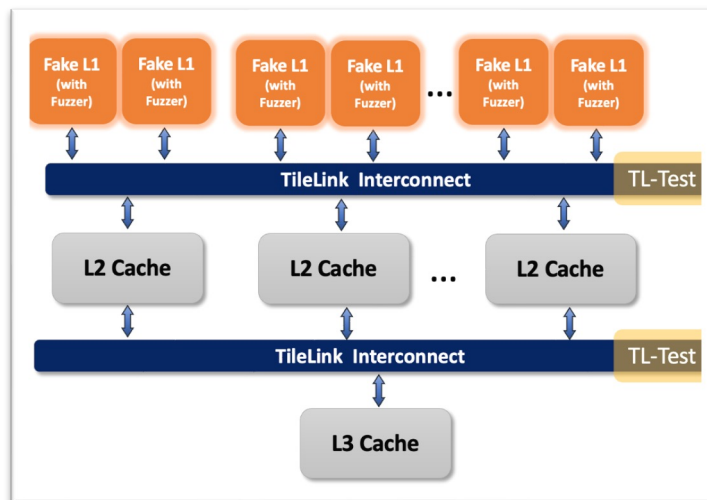 Fake L1
(with
Fuzzer)
Fake L1
(with
Fuzzer)
Fake L1
(with
Fuzzer)
Fake L1
(with
Fuzzer)
...
Fake L1
(with
Fuzzer)
Fake L1
(with
Fuzzer)
TileLink Interconnect
TL-Test
L2 Cache
L2 Cache
...
L2 Cache
TileLink Interconnect
TL-Test
L3 Cache